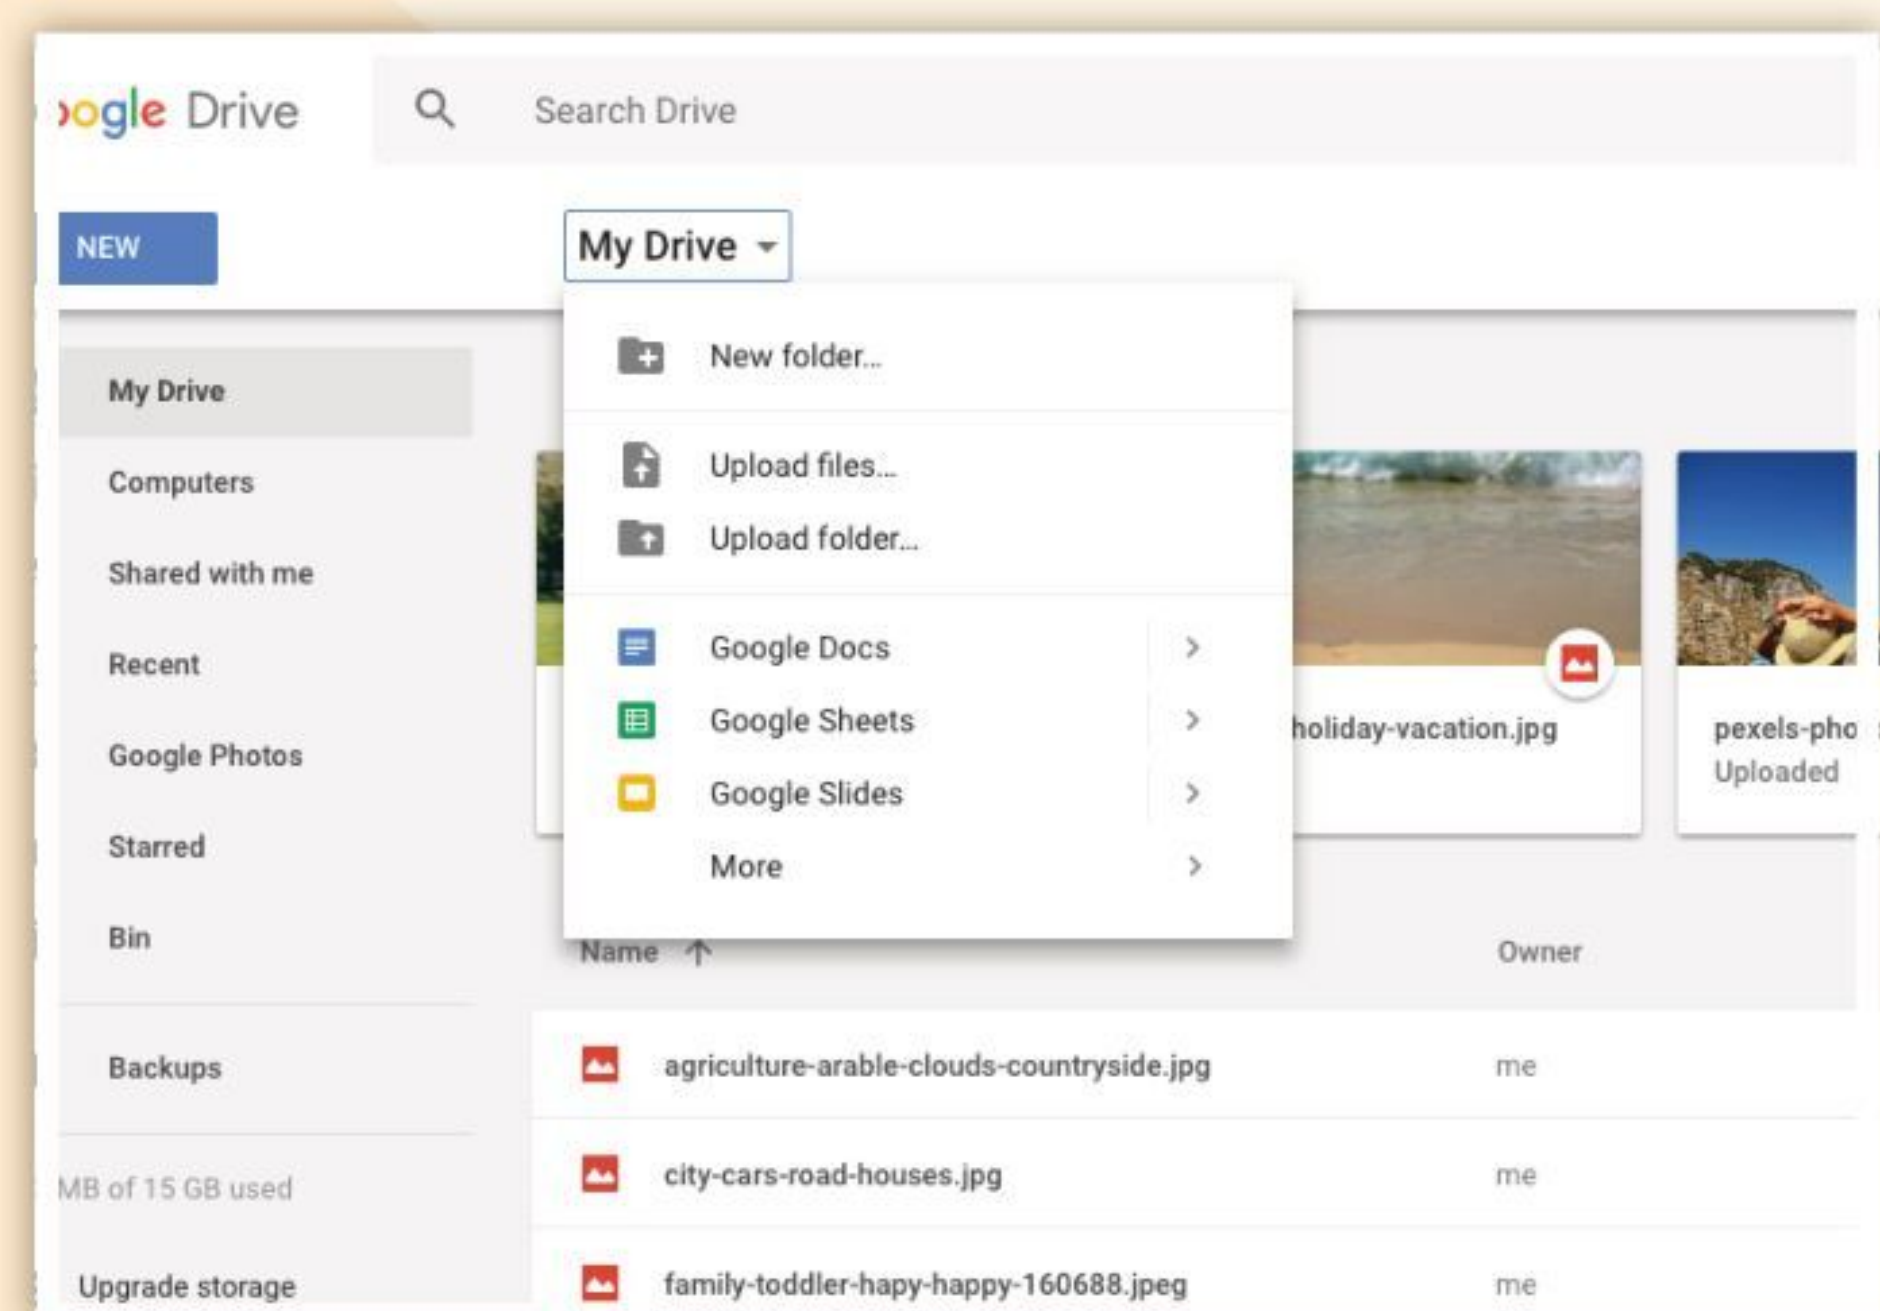 oogle Drive
Search Drive
NEW
My Drive
New folder...
Upload files...
Upload folder...
Google Docs
Google Sheets
Google Slides
More
My Drive
Computers
Shared with me
Recent
Google Photos
Starred
Bin
Backups
MB of 15 GB used
Upgrade storage
holiday-vacation.jpg
pexels-pho
Uploaded
Name
Owner
agriculture-arable-clouds-countryside.jpg
me
city-cars-road-houses.jpg
me
family-toddler-hapy-happy-160688.jpeg
me